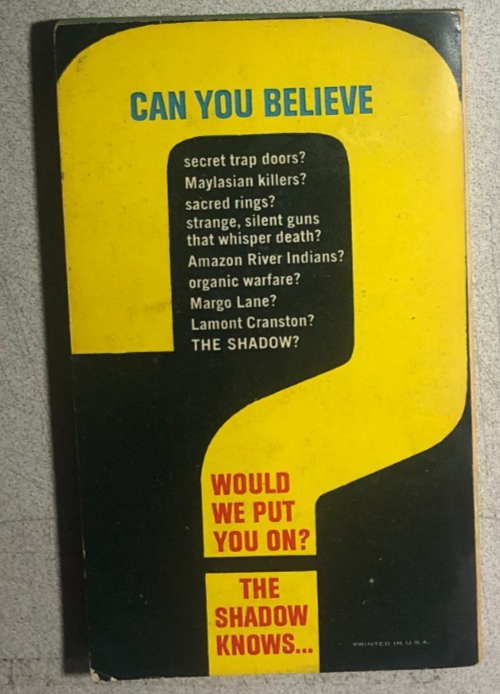 CAN YOU BELIEVE
secret trap doors?
Maylasian killers?
sacred rings?
strange, silent guns
that whisper death?
Amazon River Indians?
organic warfare?
Margo Lane?
Lamont Cranston?
THE SHADOW?
WOULD
WE PUT
YOU ON?
THE
SHADOW
KNOWS...
PRINTED IN U.S.A.